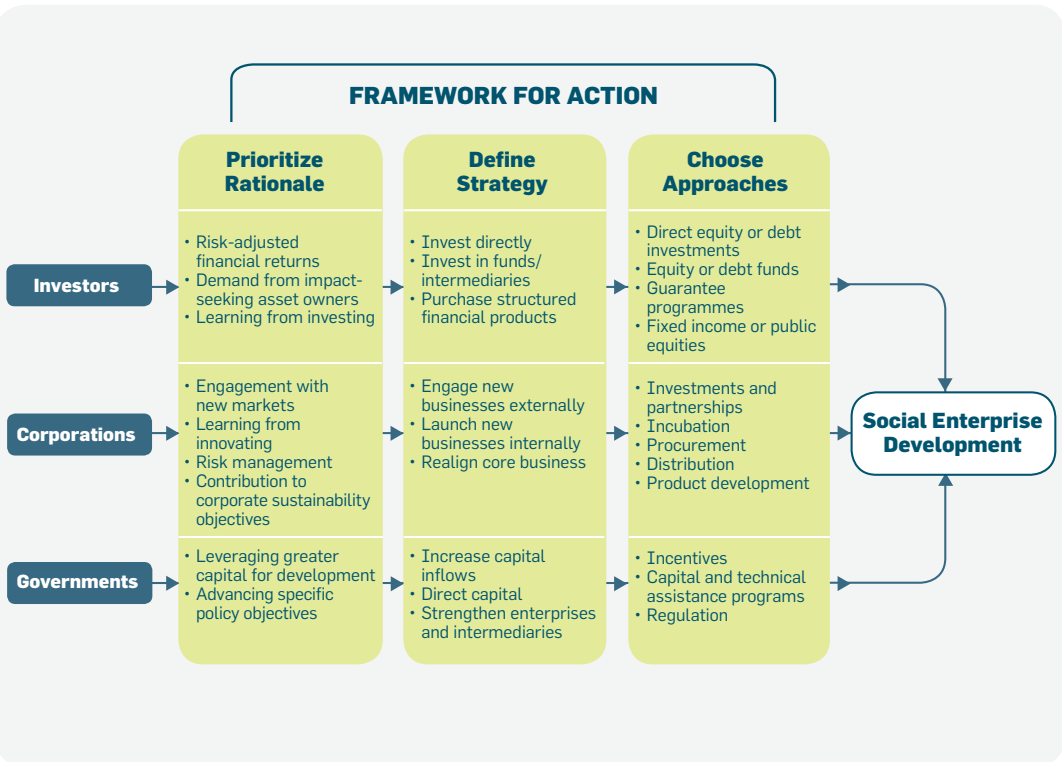 FRAMEWORK FOR ACTION
Prioritize
Rationale
Define
Strategy
Choose
Approaches
Investors
• Risk-adjusted
financial returns
• Demand from impact-
seeking asset owners
• Learning from investing
• Invest directly
• Invest in funds/
intermediaries
• Purchase structured
financial products
• Direct equity or debt
investments
• Equity or debt funds
• Guarantee
programmes
• Fixed income or public
equities
Corporations
• Engagement with
new markets
• Learning from
innovating
• Risk management
• Contribution to
corporate sustainability
objectives
• Engage new
businesses externally
• Launch new
businesses internally
• Realign core business
• Investments and
partnerships
• Incubation
• Procurement
• Distribution
• Product development
Social Enterprise
Development
Governments
• Leveraging greater
capital for development
• Advancing specific
policy objectives
• Increase capital
inflows
• Direct capital
• Strengthen enterprises
and intermediaries
• Incentives
• Capital and technical
assistance programs
• Regulation